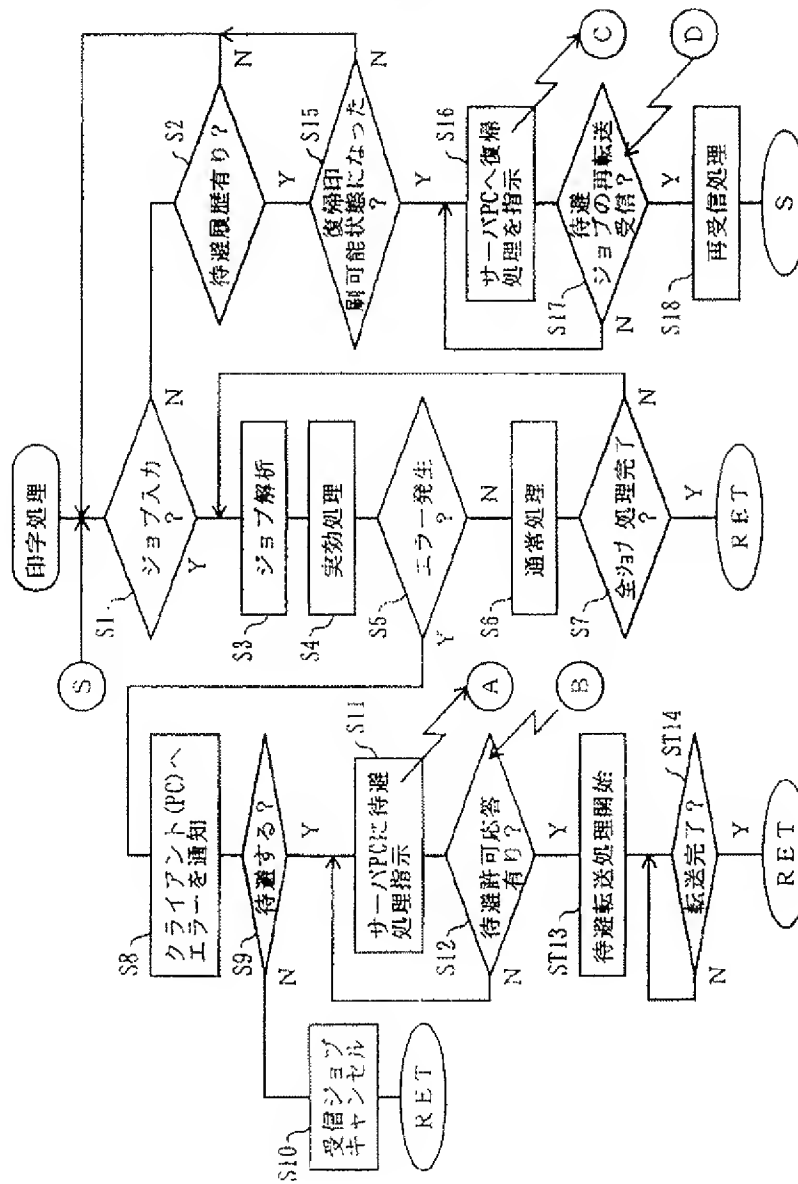 印字処理
S
S1
ジョブ入力
?
N
Y
S2
待避履歴有り?
N
Y
S15
復帰印
刷可能状態になった
?
N
Y
S16
サーバPCへ復帰
処理を指示
C
S17
待避
ジョブの再転送
受信?
D
N
Y
S18
再受信処理
S
S3
ジョブ解析
S4
実効処理
S5
エラー発生
?
Y
N
S6
通常処理
S7
全ジョブ処理完了
?
N
Y
RET
S8
クライアント(PC)へ
エラーを通知
S9
待避する?
N
Y
S10
受信ジョブ
キャンセル
RET
S11
サーバPCに待避
処理指示
A
S12
待避許可応答
有り?
B
N
Y
ST13
待避転送処理開始
ST14
転送完了?
N
Y
RET